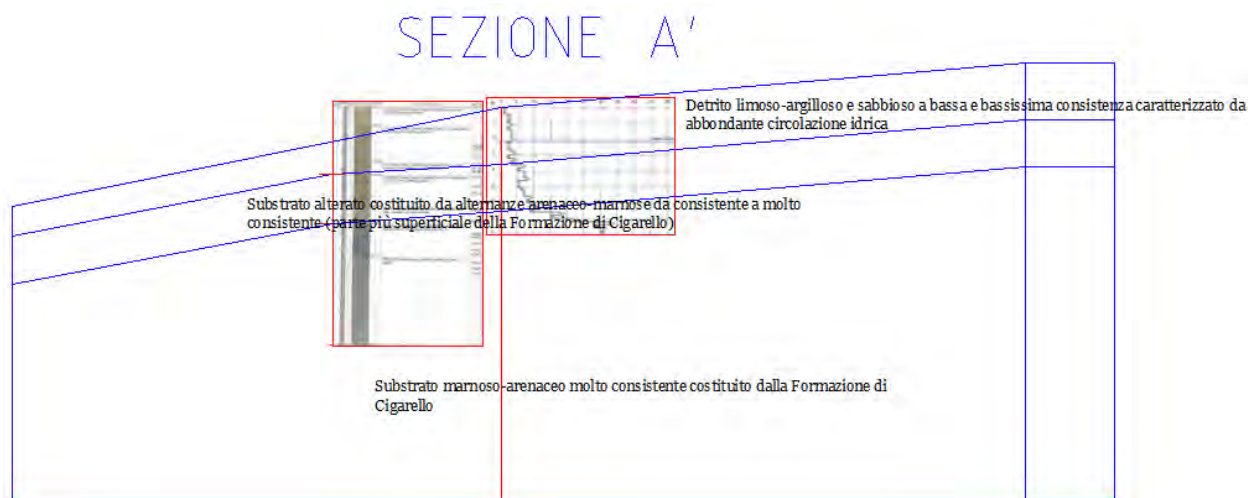 SEZIONE A'
Detrito limoso-argilloso e sabbioso a bassa e bassissima consistenza caratterizzato da
abbondante circolazione idrica
Substrato alterato costituito da alternanze arenaceo-marnose da consistente a molto
consistente (parte più superficiale della Formazione di Cigarello)
Substrato marnoso-arenaceo molto consistente costituito dalla Formazione di
Cigarello